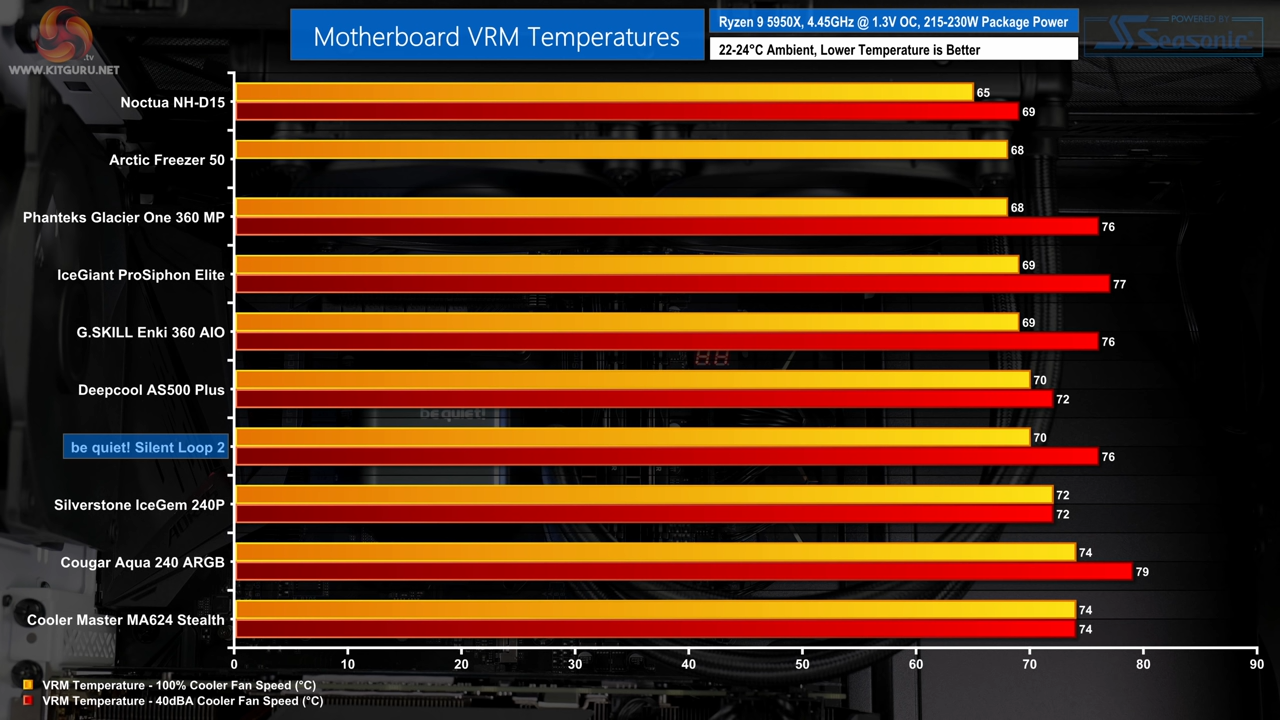 .tv
WWW.KITGURU.NET
Motherboard VRM Temperatures
Ryzen 9 5950X, 4.45GHz @ 1.3V OC, 215-230W Package Power
22-24°C Ambient, Lower Temperature is Better
POWERED BY
Seasonic
Noctua NH-D15
65
69
Arctic Freezer 50
68
Phanteks Glacier One 360 MP
68
76
IceGiant ProSiphon Elite
69
77
G.SKILL Enki 360 AIO
69
76
Deepcool AS500 Plus
70
72
be quiet!
be quiet! Silent Loop 2
70
76
Silverstone IceGem 240P
72
72
Cougar Aqua 240 ARGB
74
79
Cooler Master MA624 Stealth
74
74
0 10 20 30 40 50 60 70 80 90
VRM Temperature - 100% Cooler Fan Speed (°C)
VRM Temperature - 40dBA Cooler Fan Speed (°C)